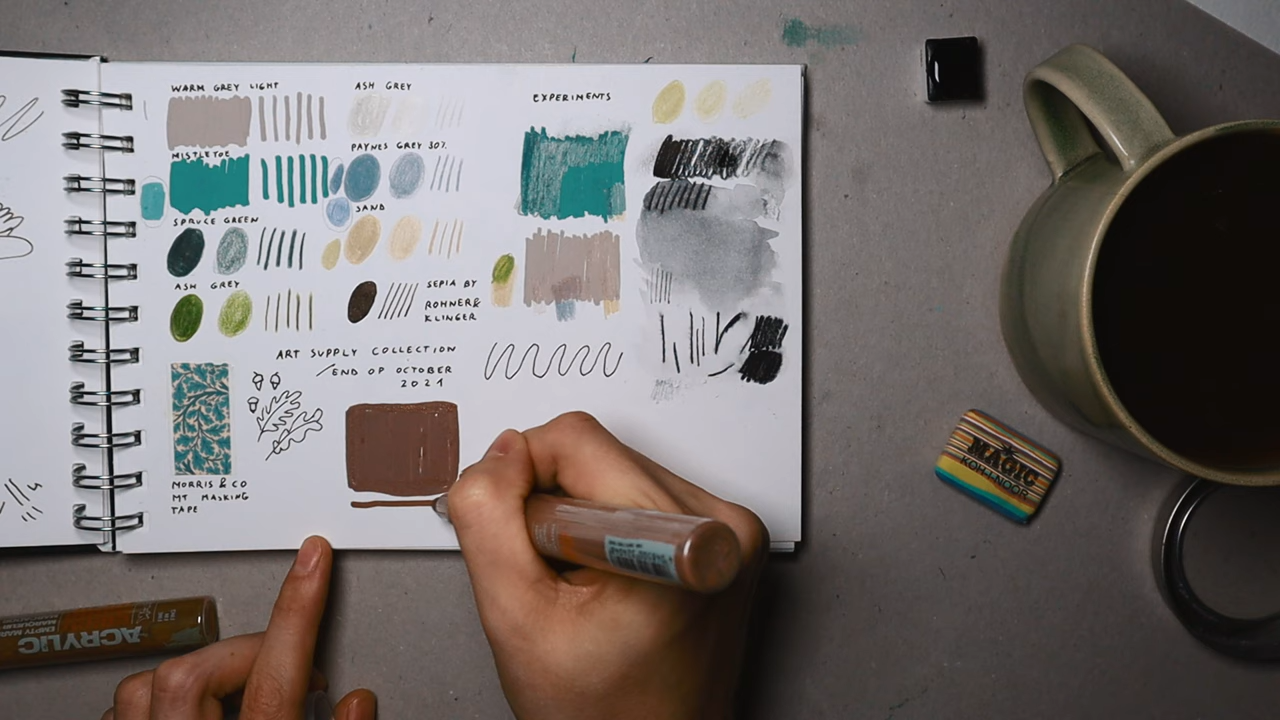 WARM GREY LIGHT
ASH GREY
EXPERIMENTS
MISTLETOE
PAYNES GREY 30%
SPRUCE GREEN
SAND
ASH GREY
SEPIA BY
ROHNER &
KLINGER
ART SUPPLY COLLECTION
/END OF OCTOBER
2021
NORRIS & CO
MT MASKING
TAPE
MAGIC
KOH-I-NOOR
ACRYLIC